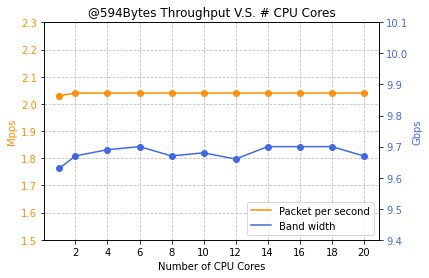 @594Bytes Throughput V.S. # CPU Cores
2.3
2.2
2.1
2.0
1.9
1.8
1.7
1.6
1.5
Mpps
10.1
10.0
9.9
9.8
9.7
9.6
9.5
9.4
Gbps
Packet per second
Band width
2 4 6 8 10 12 14 16 18 20
Number of CPU Cores